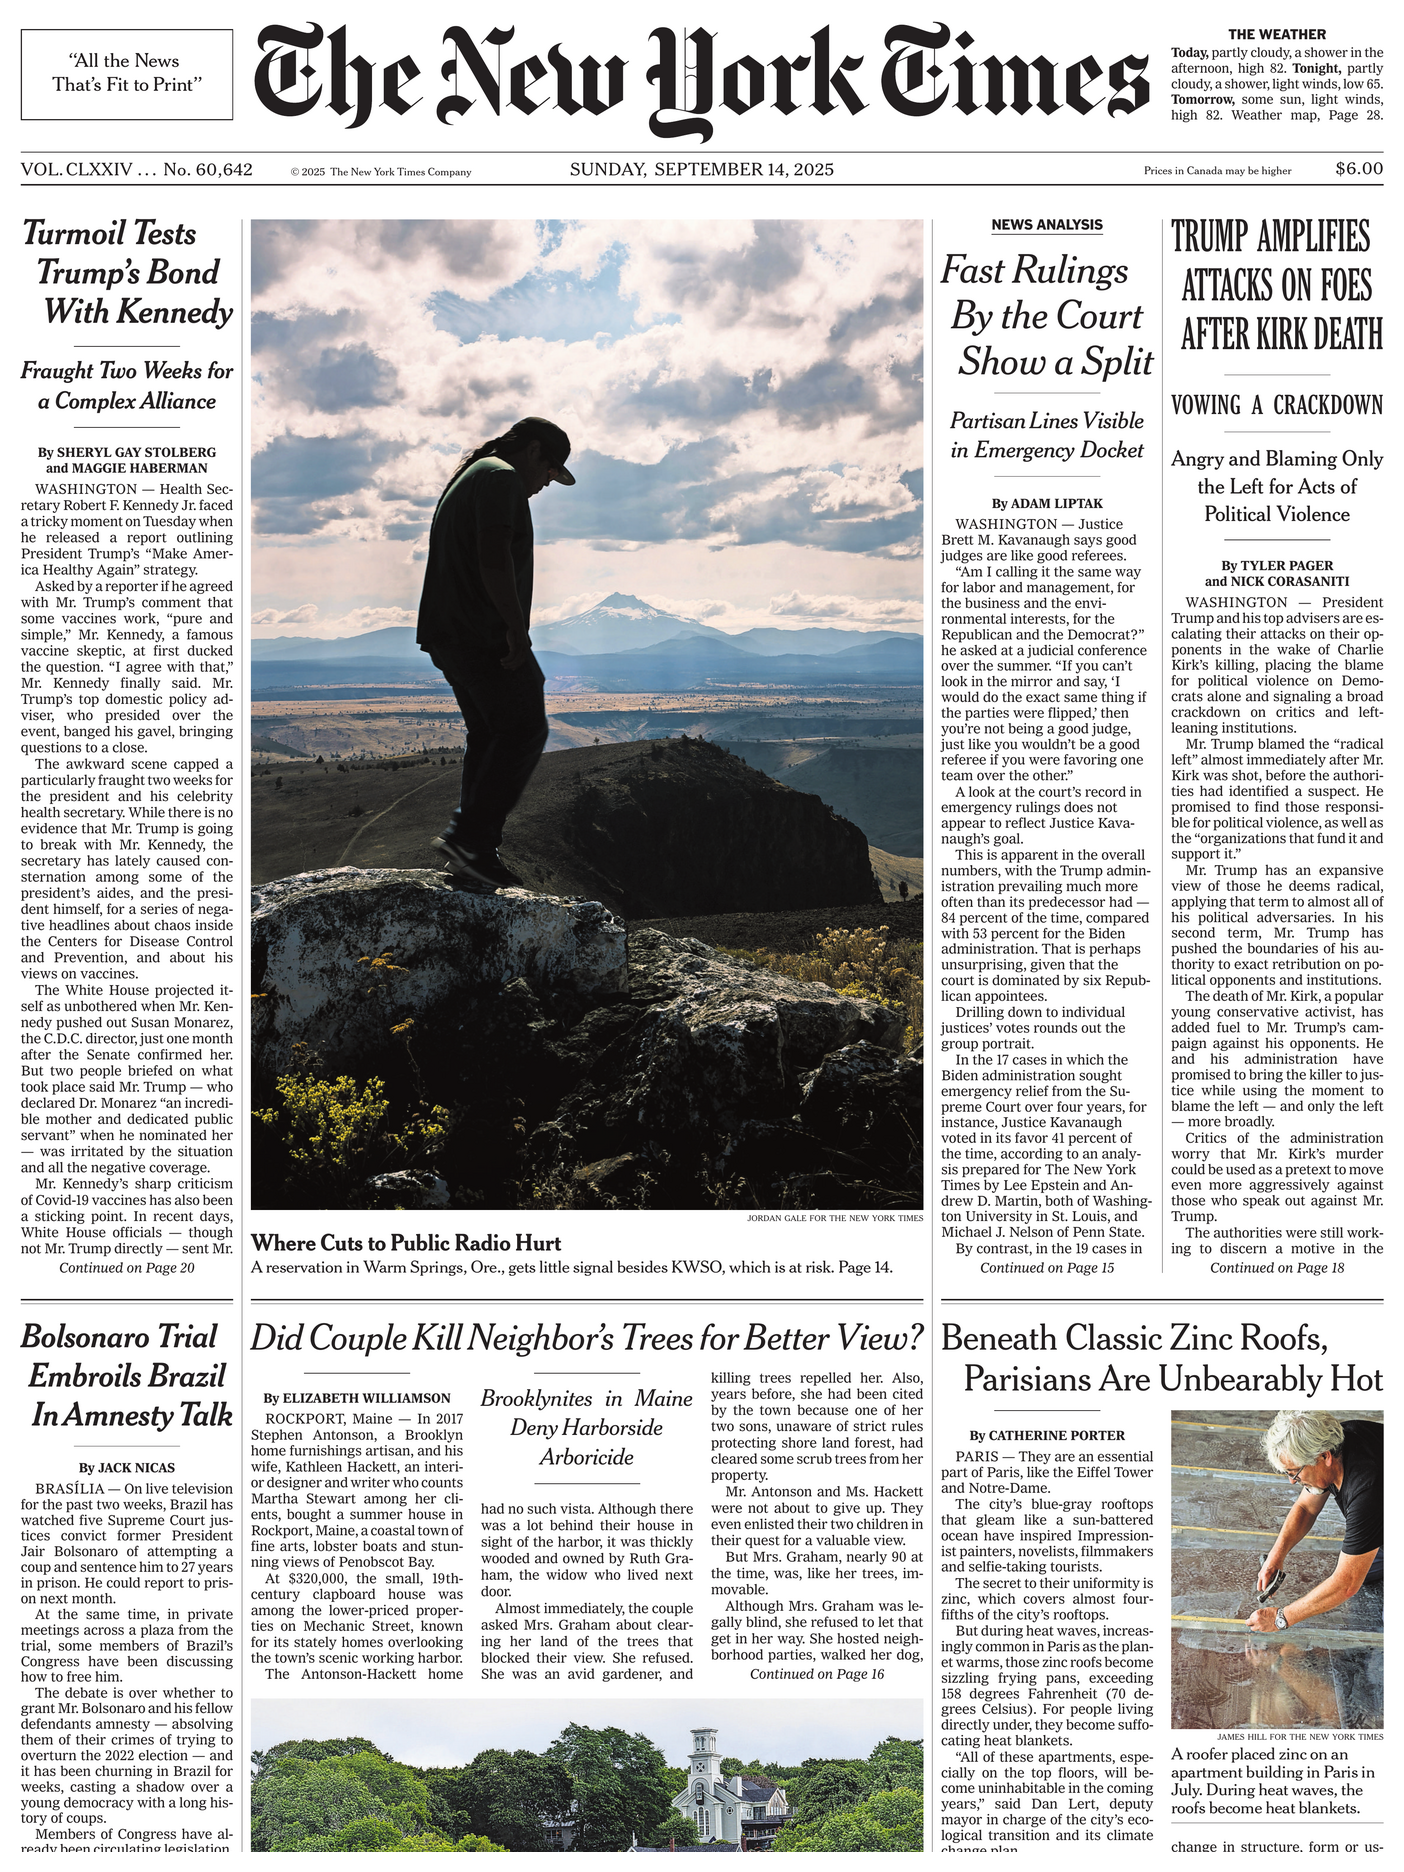 “All the News
That’s Fit to Print”
The New York Times
THE WEATHER
Today, partly cloudy, a shower in the
afternoon, high 82. Tonight, partly
cloudy, a shower, light winds, low 65.
Tomorrow, some sun, light winds,
high 82. Weather map, Page 28.
VOL. CLXXIV . . . No. 60,642
© 2025 The New York Times Company
SUNDAY, SEPTEMBER 14, 2025
Prices in Canada may be higher
$6.00
Turmoil Tests
Trump’s Bond
With Kennedy
Fraught Two Weeks for
a Complex Alliance
By SHERYL GAY STOLBERG
and MAGGIE HABERMAN
WASHINGTON — Health Sec-
retary Robert F. Kennedy Jr. faced
a tricky moment on Tuesday when
he released a report outlining
President Trump’s “Make Amer-
ica Healthy Again” strategy.
Asked by a reporter if he agreed
with Mr. Trump’s comment that
some vaccines work, “pure and
simple,” Mr. Kennedy, a famous
vaccine skeptic, at first ducked
the question. “I agree with that,”
Mr. Kennedy finally said. Mr.
Trump’s top domestic policy ad-
viser, who presided over the
event, banged his gavel, bringing
questions to a close.
The awkward scene capped a
particularly fraught two weeks for
the president and his celebrity
health secretary. While there is no
evidence that Mr. Trump is going
to break with Mr. Kennedy, the
secretary has lately caused con-
sternation among some of the
president’s aides, and the presi-
dent himself, for a series of nega-
tive headlines about chaos inside
the Centers for Disease Control
and Prevention, and about his
views on vaccines.
The White House projected it-
self as unbothered when Mr. Ken-
nedy pushed out Susan Monarez,
the C.D.C. director, just one month
after the Senate confirmed her.
But two people briefed on what
took place said Mr. Trump — who
declared Dr. Monarez “an incredi-
ble mother and dedicated public
servant” when he nominated her
— was irritated by the situation
and all the negative coverage.
Mr. Kennedy’s sharp criticism
of Covid-19 vaccines has also been
a sticking point. In recent days,
White House officials — though
not Mr. Trump directly — sent Mr.
Continued on Page 20
JORDAN GALE FOR THE NEW YORK TIMES
Where Cuts to Public Radio Hurt
A reservation in Warm Springs, Ore., gets little signal besides KWSO, which is at risk. Page 14.
NEWS ANALYSIS
Fast Rulings
By the Court
Show a Split
Partisan Lines Visible
in Emergency Docket
By ADAM LIPTAK
WASHINGTON — Justice
Brett M. Kavanaugh says good
judges are like good referees.
“Am I calling it the same way
for labor and management, for
the business and the envi-
ronmental interests, for the
Republican and the Democrat?”
he asked at a judicial conference
over the summer. “If you can’t
look in the mirror and say, ‘I
would do the exact same thing if
the parties were flipped,’ then
you’re not being a good judge,
just like you wouldn’t be a good
referee if you were favoring one
team over the other.”
A look at the court’s record in
emergency rulings does not
appear to reflect Justice Kava-
naugh’s goal.
This is apparent in the overall
numbers, with the Trump admin-
istration prevailing much more
often than its predecessor had —
84 percent of the time, compared
with 53 percent for the Biden
administration. That is perhaps
unsurprising, given that the
court is dominated by six Repub-
lican appointees.
Drilling down to individual
justices’ votes rounds out the
group portrait.
In the 17 cases in which the
Biden administration sought
emergency relief from the Su-
preme Court over four years, for
instance, Justice Kavanaugh
voted in its favor 41 percent of
the time, according to an analy-
sis prepared for The New York
Times by Lee Epstein and An-
drew D. Martin, both of Washing-
ton University in St. Louis, and
Michael J. Nelson of Penn State.
By contrast, in the 19 cases in
Continued on Page 15
TRUMP AMPLIFIES
ATTACKS ON FOES
AFTER KIRK DEATH
VOWING A CRACKDOWN
Angry and Blaming Only
the Left for Acts of
Political Violence
By TYLER PAGER
and NICK CORASANITI
WASHINGTON — President
Trump and his top advisers are es-
calating their attacks on their op-
ponents in the wake of Charlie
Kirk’s killing, placing the blame
for political violence on Demo-
crats alone and signaling a broad
crackdown on critics and left-
leaning institutions.
Mr. Trump blamed the “radical
left” almost immediately after Mr.
Kirk was shot, before the authori-
ties had identified a suspect. He
promised to find those responsi-
ble for political violence, as well as
the “organizations that fund it and
support it.”
Mr. Trump has an expansive
view of those he deems radical,
applying that term to almost all of
his political adversaries. In his
second term, Mr. Trump has
pushed the boundaries of his au-
thority to exact retribution on po-
litical opponents and institutions.
The death of Mr. Kirk, a popular
young conservative activist, has
added fuel to Mr. Trump’s cam-
paign against his opponents. He
and his administration have
promised to bring the killer to jus-
tice while using the moment to
blame the left — and only the left
— more broadly.
Critics of the administration
worry that Mr. Kirk’s murder
could be used as a pretext to move
even more aggressively against
those who speak out against Mr.
Trump.
The authorities were still work-
ing to discern a motive in the
Continued on Page 18
Bolsonaro Trial
Embroils Brazil
In Amnesty Talk
By JACK NICAS
BRASÍLIA — On live television
for the past two weeks, Brazil has
watched five Supreme Court jus-
tices convict former President
Jair Bolsonaro of attempting a
coup and sentence him to 27 years
in prison. He could report to pris-
on next month.
At the same time, in private
meetings across a plaza from the
trial, some members of Brazil’s
Congress have been discussing
how to free him.
The debate is over whether to
grant Mr. Bolsonaro and his fellow
defendants amnesty — absolving
them of their crimes of trying to
overturn the 2022 election — and
it has been churning in Brazil for
weeks, casting a shadow over a
young democracy with a long his-
tory of coups.
Members of Congress have al-
ready been circulating legislation,
Did Couple Kill Neighbor’s Trees for Better View?
By ELIZABETH WILLIAMSON
ROCKPORT, Maine — In 2017
Stephen Antonson, a Brooklyn
home furnishings artisan, and his
wife, Kathleen Hackett, an interi-
or designer and writer who counts
Martha Stewart among her cli-
ents, bought a summer house in
Rockport, Maine, a coastal town of
fine arts, lobster boats and stun-
ning views of Penobscot Bay.
At $320,000, the small, 19th-
century clapboard house was
among the lower-priced proper-
ties on Mechanic Street, known
for its stately homes overlooking
the town’s scenic working harbor.
The Antonson-Hackett home
Brooklynites in Maine
Deny Harborside
Arboricide
had no such vista. Although there
was a lot behind their house in
sight of the harbor, it was thickly
wooded and owned by Ruth Gra-
ham, the widow who lived next
door.
Almost immediately, the couple
asked Mrs. Graham about clear-
ing her land of the trees that
blocked their view. She refused.
She was an avid gardener, and
killing trees repelled her. Also,
years before, she had been cited
by the town because one of her
two sons, unaware of strict rules
protecting shore land forest, had
cleared some scrub trees from her
property.
Mr. Antonson and Ms. Hackett
were not about to give up. They
even enlisted their two children in
their quest for a valuable view.
But Mrs. Graham, nearly 90 at
the time, was, like her trees, im-
movable.
Although Mrs. Graham was le-
gally blind, she refused to let that
get in her way. She hosted neigh-
borhood parties, walked her dog,
Continued on Page 16
Beneath Classic Zinc Roofs,
Parisians Are Unbearably Hot
By CATHERINE PORTER
PARIS — They are an essential
part of Paris, like the Eiffel Tower
and Notre-Dame.
The city’s blue-gray rooftops
that gleam like a sun-battered
ocean have inspired Impression-
ist painters, novelists, filmmakers
and selfie-taking tourists.
The secret to their uniformity is
zinc, which covers almost four-
fifths of the city’s rooftops.
But during heat waves, increas-
ingly common in Paris as the plan-
et warms, those zinc roofs become
sizzling frying pans, exceeding
158 degrees Fahrenheit (70 de-
grees Celsius). For people living
directly under, they become suffo-
cating heat blankets.
“All of these apartments, espe-
cially on the top floors, will be-
come uninhabitable in the coming
years,” said Dan Lert, deputy
mayor in charge of the city’s eco-
logical transition and its climate
change plan.
JAMES HILL FOR THE NEW YORK TIMES
A roofer placed zinc on an
apartment building in Paris in
July. During heat waves, the
roofs become heat blankets.
change in structure, form or us-